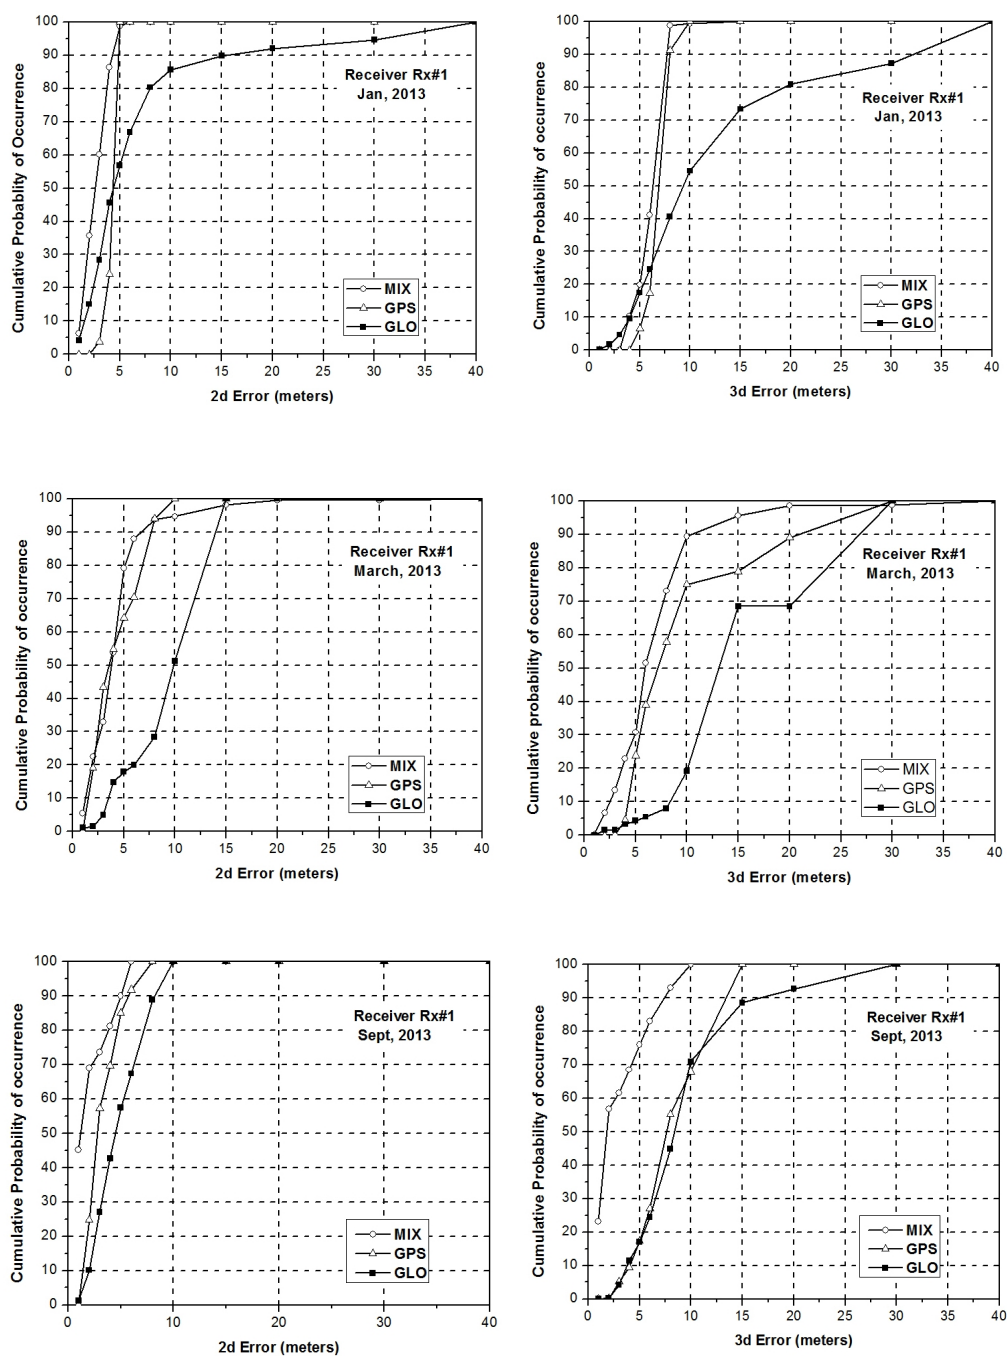 Cumulative Probability of Occurrence
100
90
80
70
60
50
40
30
20
10
0
Receiver Rx#1
Jan, 2013
MIX
GPS
GLO
0 5 10 15 20 25 30 35 40
2d Error (meters)
Cumulative Probability of occurrence
100
90
80
70
60
50
40
30
20
10
0
Receiver Rx#1
Jan, 2013
MIX
GPS
GLO
0 5 10 15 20 25 30 35 40
3d Error (meters)
Cumulative Probability of occurrence
100
90
80
70
60
50
40
30
20
10
0
Receiver Rx#1
March, 2013
MIX
GPS
GLO
0 5 10 15 20 25 30 35 40
2d Error (meters)
Cumulative probability of occurrence
100
90
80
70
60
50
40
30
20
10
0
Receiver Rx#1
March, 2013
MIX
GPS
GLO
0 5 10 15 20 25 30 35 40
3d Error (meters)
Cumulative Probability of occurrence
100
90
80
70
60
50
40
30
20
10
0
Receiver Rx#1
Sept, 2013
MIX
GPS
GLO
0 5 10 15 20 25 30 35 40
2d Error (meters)
Cumulative Probability of occurrence
100
90
80
70
60
50
40
30
20
10
0
Receiver Rx#1
Sept, 2013
MIX
GPS
GLO
0 5 10 15 20 25 30 35 40
3d Error (meters)